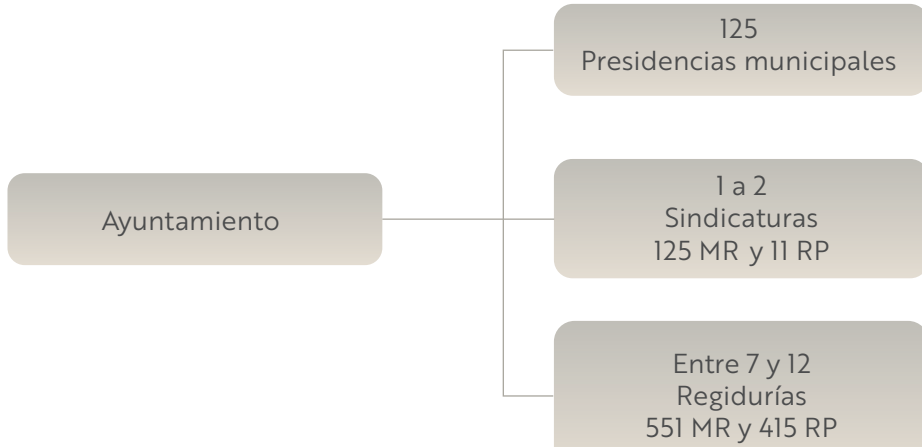 125
Presidencias municipales
Ayuntamiento
1 a 2
Sindicaturas
125 MR y 11 RP
Entre 7 y 12
Regidurías
551 MR y 415 RP